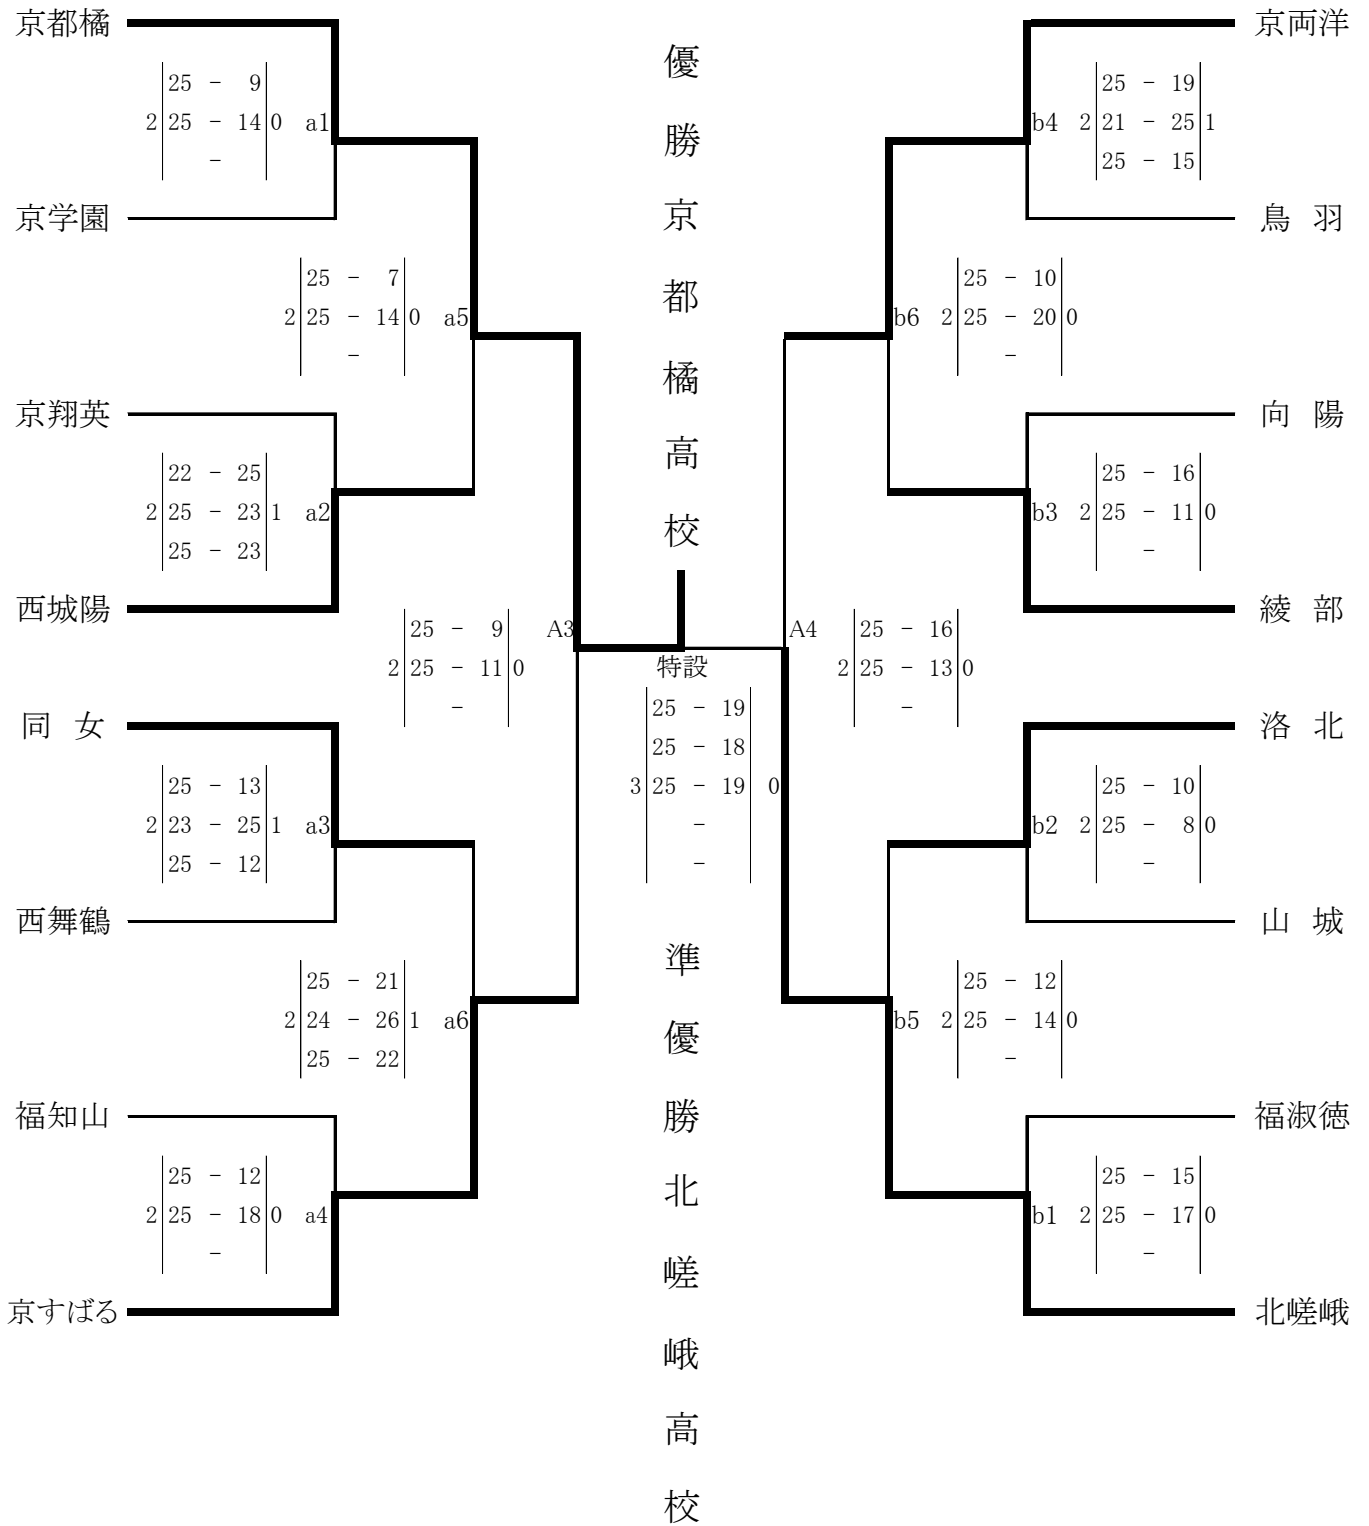 京都橘
25 - 9
2 25 - 14 0 a1
-
京学園
25 - 7
2 25 - 14 0 a5
-
京翔英
22 - 25
2 25 - 23 1 a2
25 - 23
西城陽
25 - 9 A3
2 25 - 11 0
-
同 女
25 - 13
2 23 - 25 1 a3
25 - 12
西舞鶴
25 - 21
2 24 - 26 1 a6
25 - 22
福知山
25 - 12
2 25 - 18 0 a4
-
京すばる
優勝京都橘高校
特設
25 - 19
25 - 18
3 25 - 19 0
-
-
準優勝北嵯峨高校
京両洋
25 - 19
b4 2 21 - 25 1
25 - 15
鳥 羽
25 - 10
b6 2 25 - 20 0
-
向 陽
25 - 16
b3 2 25 - 11 0
-
綾 部
A4 25 - 16
2 25 - 13 0
-
洛 北
25 - 10
b2 2 25 - 8 0
-
山 城
25 - 12
b5 2 25 - 14 0
-
福淑徳
25 - 15
b1 2 25 - 17 0
-
北嵯峨